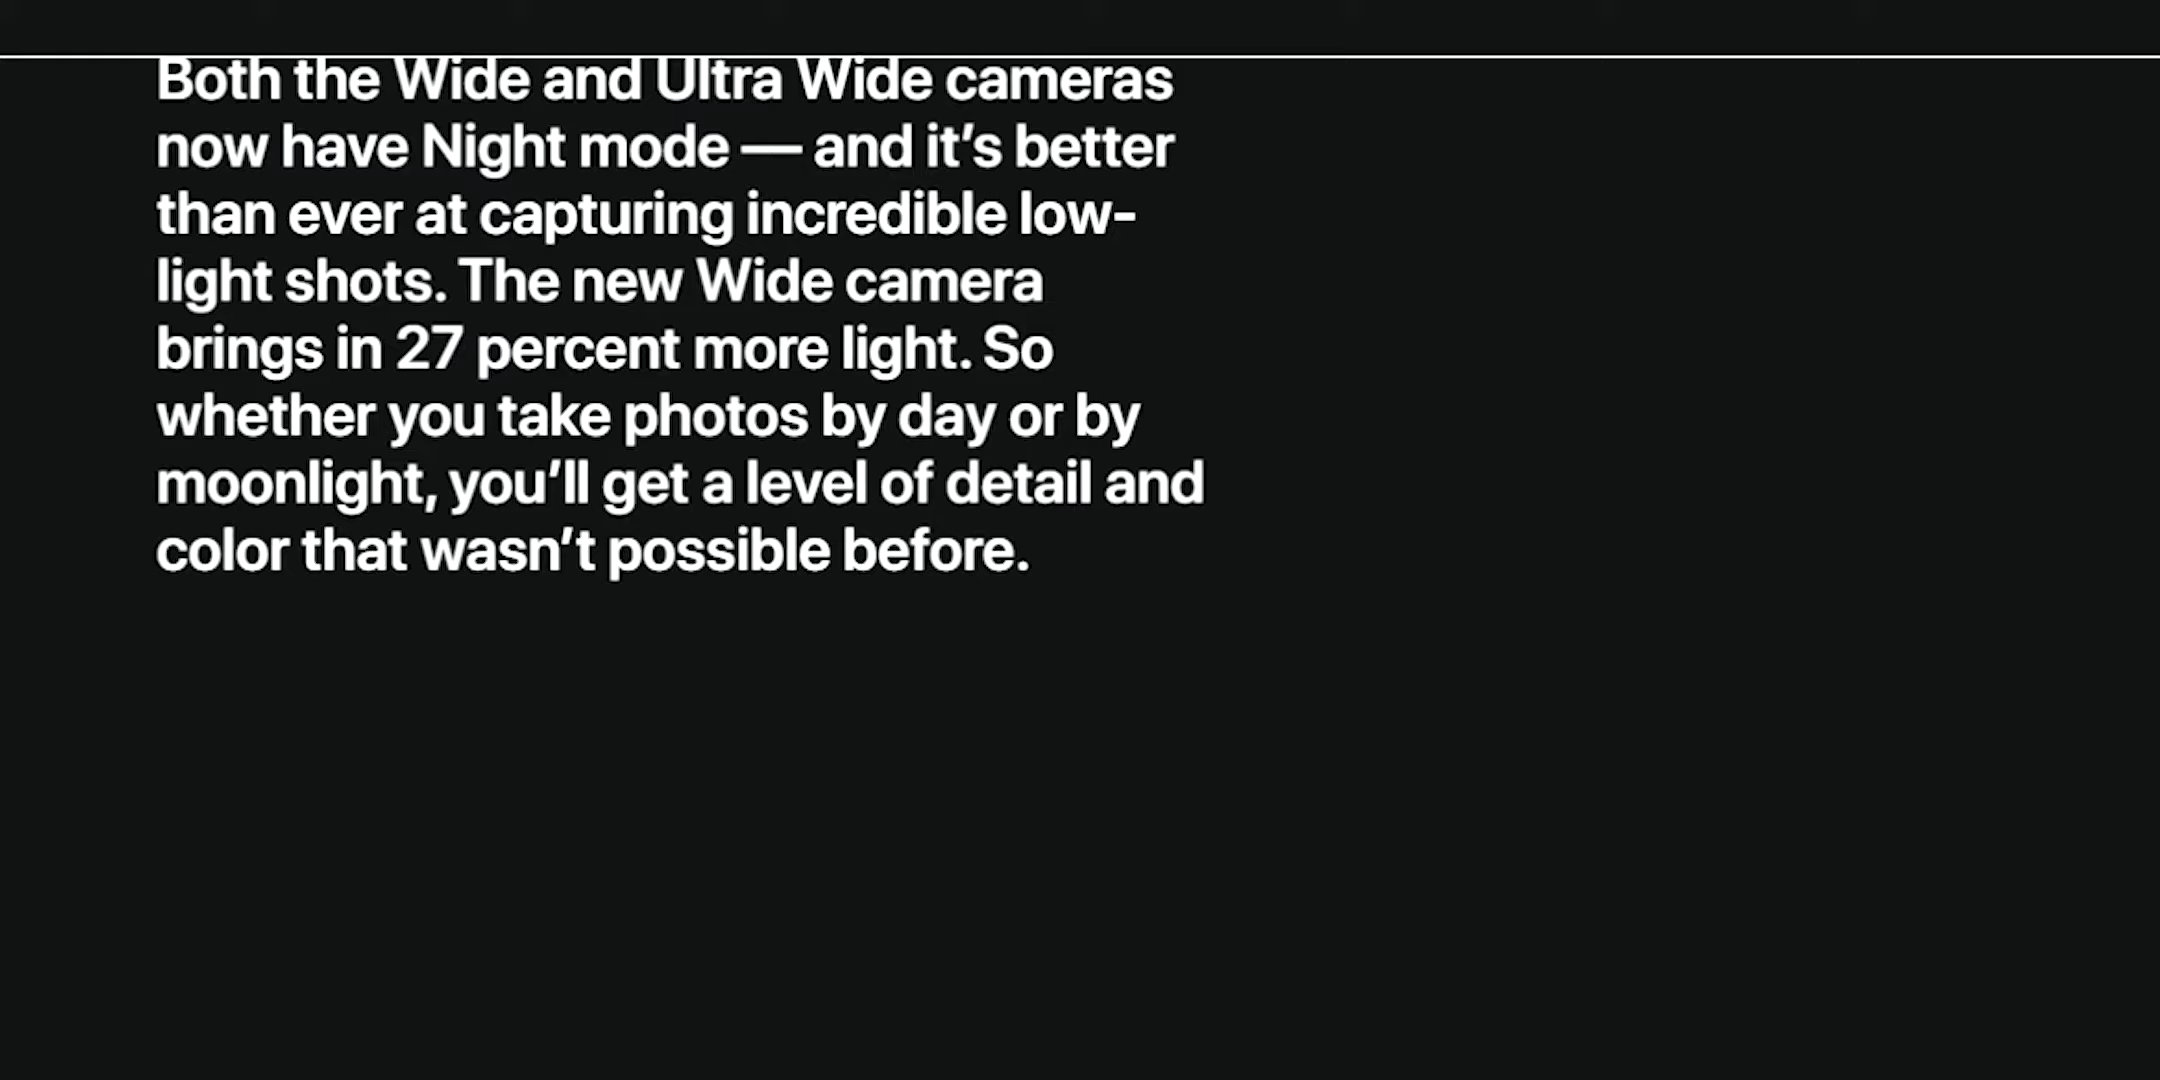 Both the Wide and Ultra Wide cameras
now have Night mode — and it’s better
than ever at capturing incredible low-
light shots. The new Wide camera
brings in 27 percent more light. So
whether you take photos by day or by
moonlight, you’ll get a level of detail and
color that wasn’t possible before.